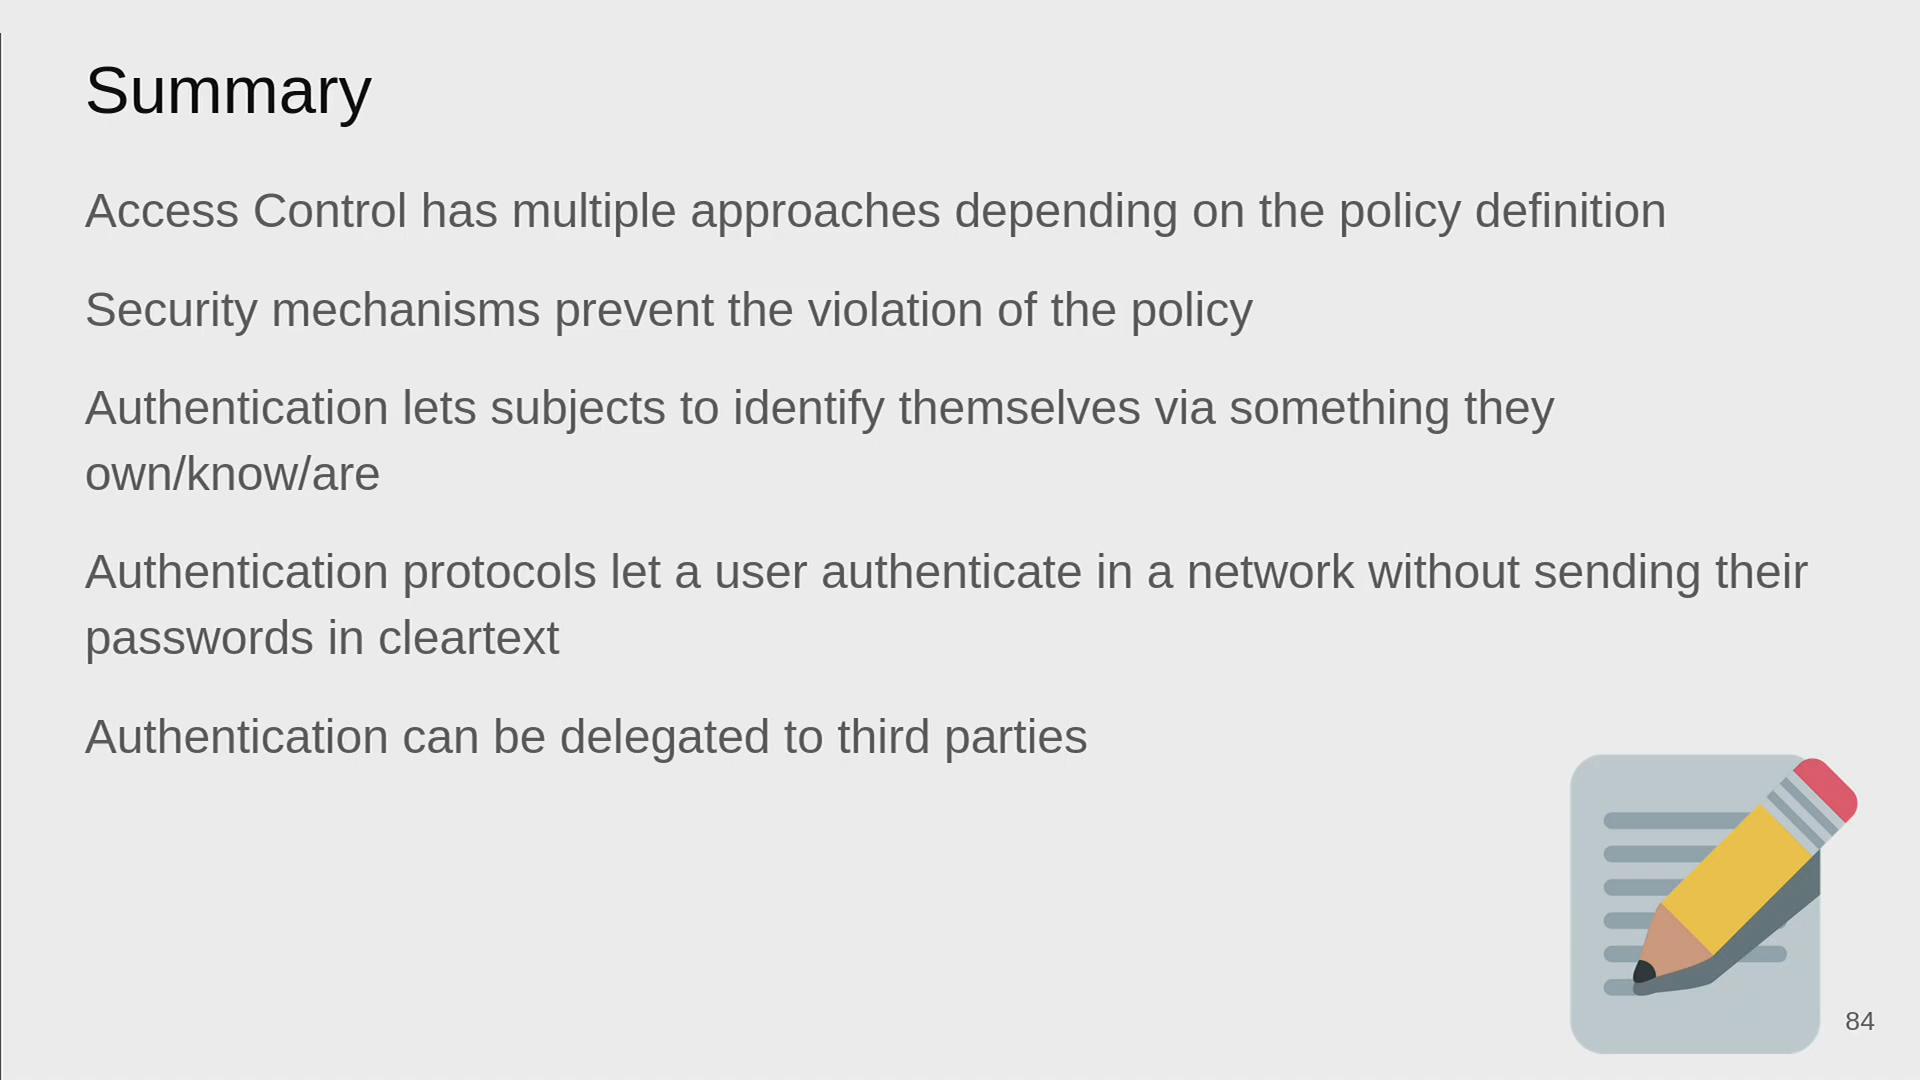 Summary
Access Control has multiple approaches depending on the policy definition
Security mechanisms prevent the violation of the policy
Authentication lets subjects to identify themselves via something they
own/know/are
Authentication protocols let a user authenticate in a network without sending their
passwords in cleartext
Authentication can be delegated to third parties
84